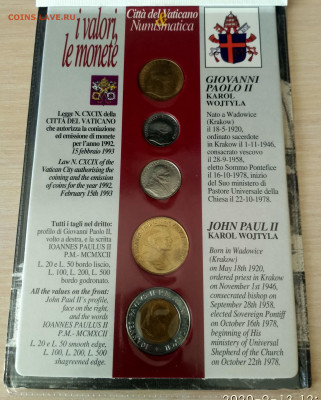 COINSSALE.RU
i valori,
le monete
Città del Vaticano
&
Numismatica
Legge N. CXCIX della
CITTÀ DEL VATICANO
che autorizza la coniazione
ed emissione di monete
per l'anno 1992.
15 febbraio 1993
Law N. CXCIX of the
Vatican City authorising the
coining and the emission
of coins for the year 1992.
February 15th 1993
Tutti i tagli nel dritto:
profilo di Giovanni Paolo II,
volto a destra, e la scritta
IOANNES PAULUS II
P.M.- MCMXCII
L. 20 e L. 50 bordo liscio,
L. 100, L. 200, L. 500
bordo godronato.
All the values on the front:
John Paul II's profile,
face on the right,
and the words
IOANNES PAULUS II
P.M. - MCMXCII
L. 20 e L. 50 smooth edge,
L. 100, L. 200, L. 500
shagreened edge.
GIOVANNI
PAOLO II
KAROL
WOJTYLA
Nato a Wadowice
(Krakow)
il 18-5-1920,
ordinato sacerdote
in Krakow il 1-11-1946,
consacrato vescovo
il 28-9-1958,
eletto Sommo Pontefice
il 16-10-1978, inizio
del Suo ministero di
Pastore Universale della
Chiesa il 22-10-1978.
JOHN PAUL II
KAROL WOJTYLA
Born in Wadowice
(Krakow)
on May 18th 1920,
ordered priest in Krakow
on November 1st 1946,
consecrated bishop on
September 28th 1958,
elected Sovereign Pontiff
on October 16th 1978,
beginning of His
ministery of Universal
Shepherd of the Church
on October 22th 1978.